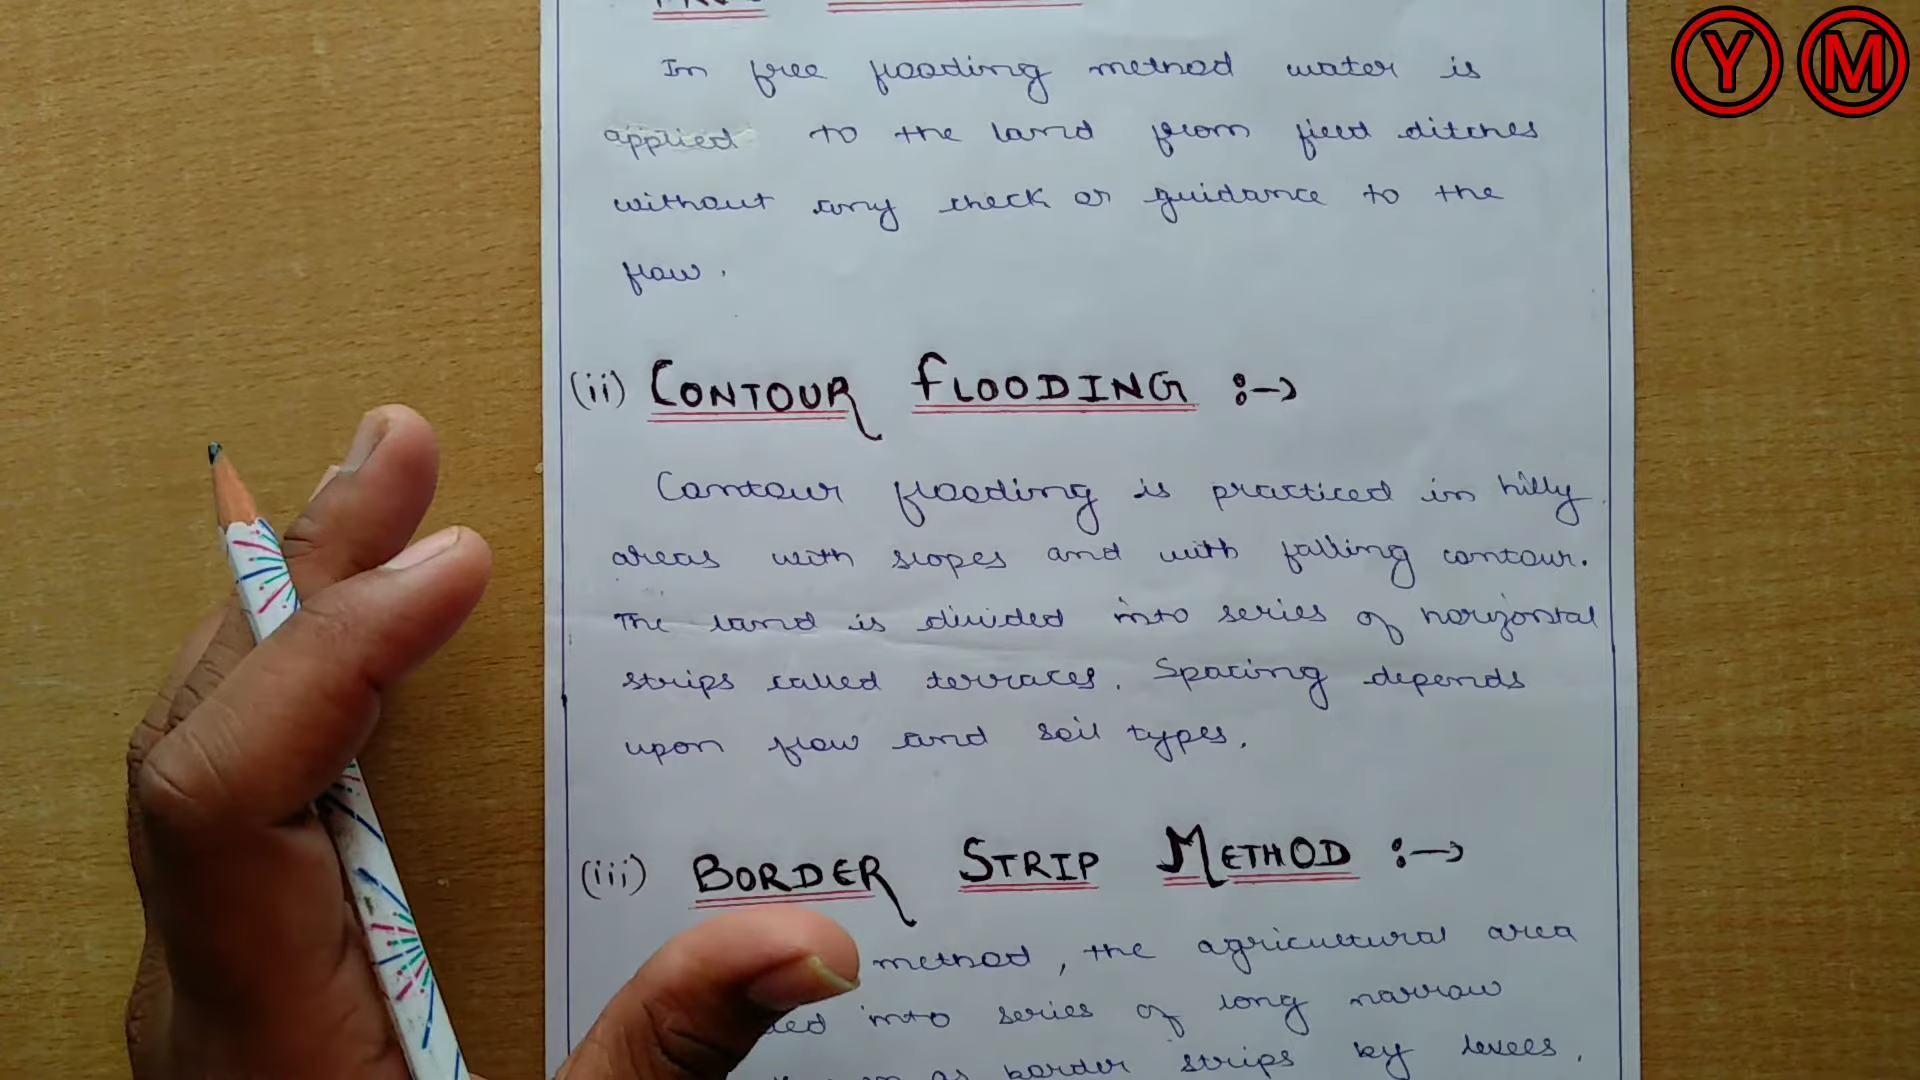 In free flooding method water is
applied to the land from field ditches
without any check or guidance to the
flow.
(ii) CONTOUR FLOODING :→
Contour flooding is practiced in hilly
areas with slopes and with falling contour.
The land is divided into series of horizontal
strips called terraces. Spacing depends
upon flow and soil types.
(iii) BORDER STRIP METHOD :→
method, the agricultural area
into series of long narrow
as border strips by levees.
Y M